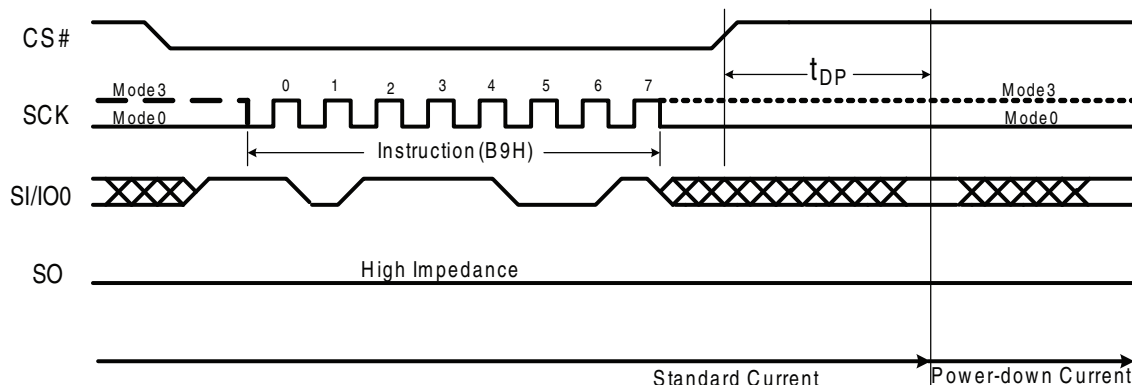 CS#
t_DP
0 1 2 3 4 5 6 7
Mode3 Mode3
SCK
Mode0 Mode0
Instruction(B9H)
SI/IO0
High Impedance
SO
Standard Current Power-down Current